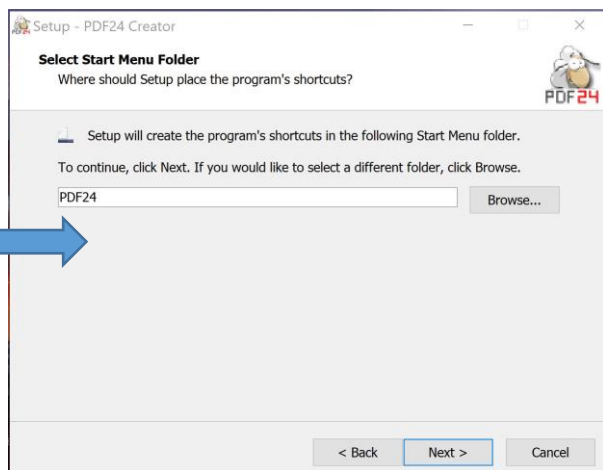 Setup - PDF24 Creator
Select Start Menu Folder
Where should Setup place the program's shortcuts?
PDF24
Setup will create the program's shortcuts in the following Start Menu folder.
To continue, click Next. If you would like to select a different folder, click Browse.
PDF24
Browse...
< Back
Next >
Cancel